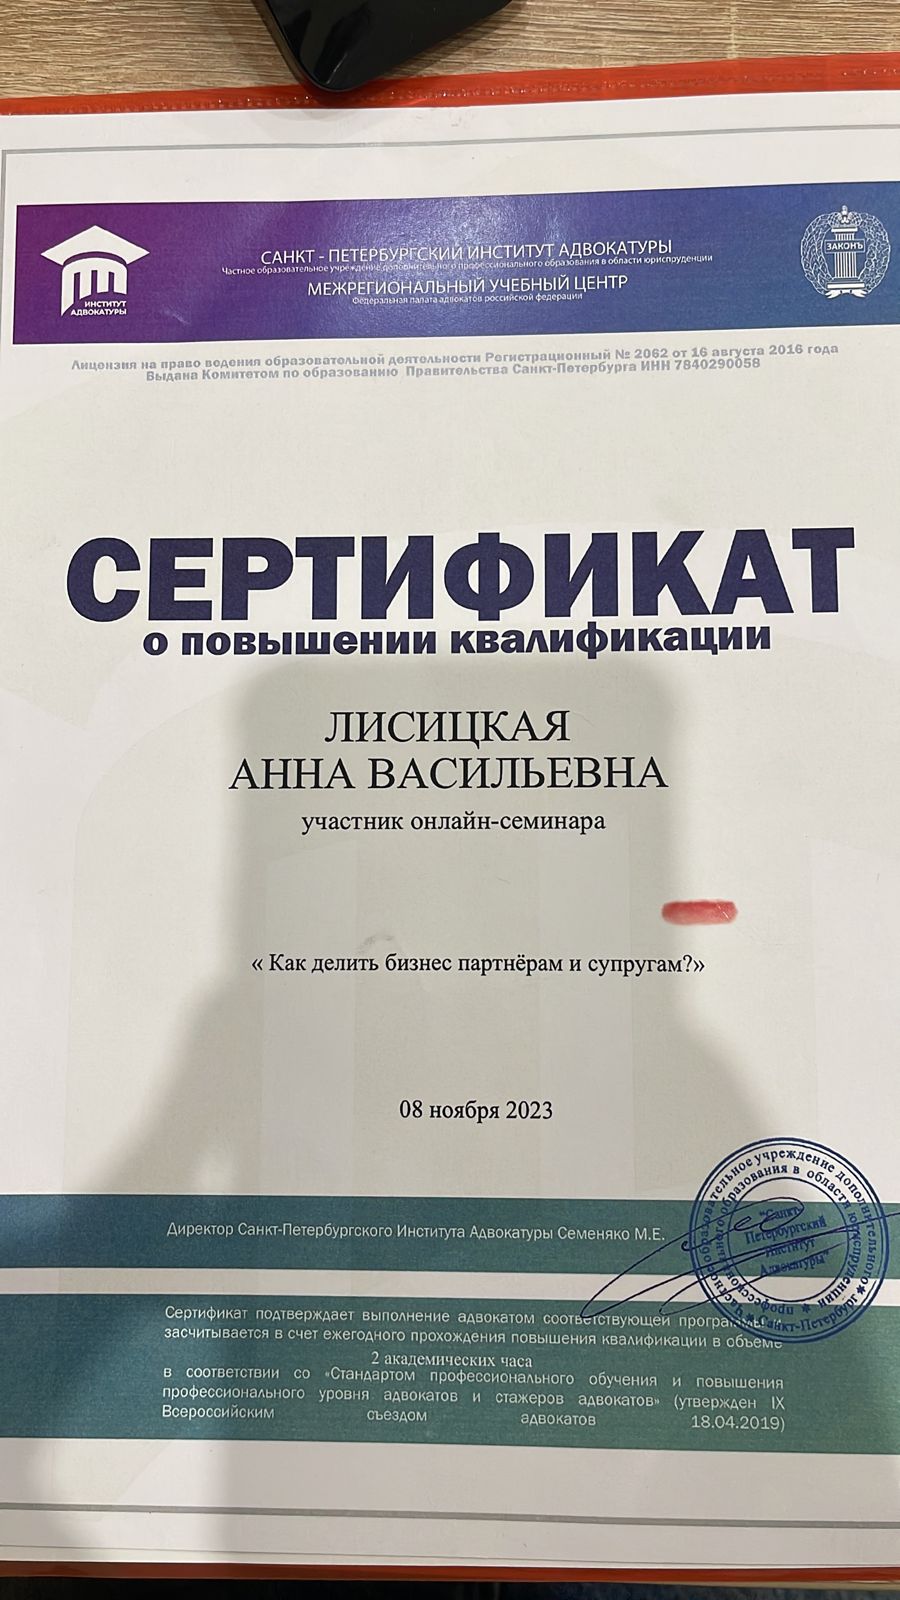 САНКТ - ПЕТЕРБУРГСКИЙ ИНСТИТУТ АДВОКАТУРЫ
Частное образовательное учреждение дополнительного профессионального образования в области юриспруденции
МЕЖРЕГИОНАЛЬНЫЙ УЧЕБНЫЙ ЦЕНТР
Федеральная палата адвокатов российской федерации
ИНСТИТУТ
АДВОКАТУРЫ
ЗАКОНЪ
Лицензия на право ведения образовательной деятельности Регистрационный № 2062 от 16 августа 2016 года
Выдана Комитетом по образованию Правительства Санкт-Петербурга ИНН 7840290058
СЕРТИФИКАТ
о повышении квалификации
ЛИСИЦКАЯ
АННА ВАСИЛЬЕВНА
участник онлайн-семинара
« Как делить бизнес партнёрам и супругам?»
08 ноября 2023
Директор Санкт-Петербургского Института Адвокатуры Семеняко М.Е.
Частное образовательное учреждение дополнительного
профессионального образования в области юриспруденции
Санкт-Петербург
"Санкт-
Петербургский
Институт
Адвокатуры"
Сертификат подтверждает выполнение адвокатом соответствующей программы и
засчитывается в счет ежегодного прохождения повышения квалификации в объеме
2 академических часа
в соответствии со «Стандартом профессионального обучения и повышения
профессионального уровня адвокатов и стажеров адвокатов» (утвержден IX
Всероссийским съездом адвокатов 18.04.2019)